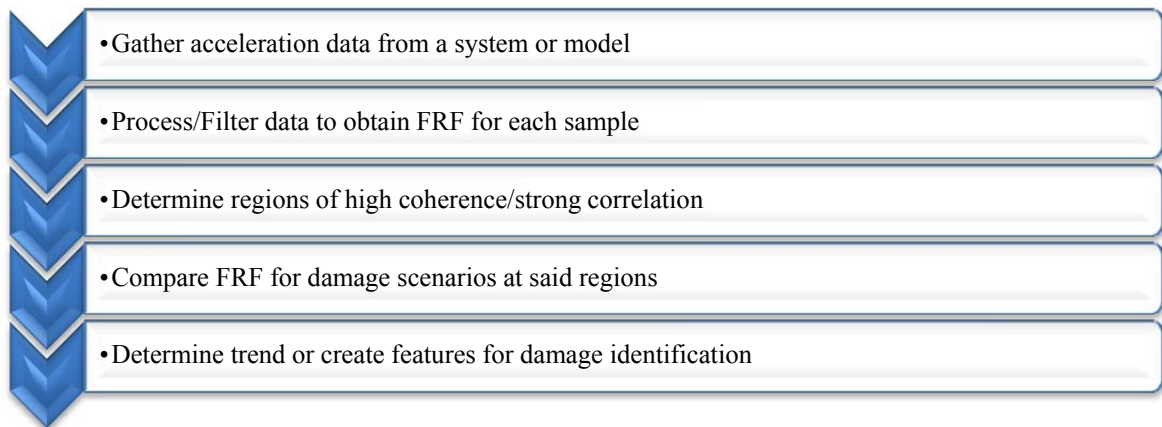 •Gather acceleration data from a system or model
•Process/Filter data to obtain FRF for each sample
•Determine regions of high coherence/strong correlation
•Compare FRF for damage scenarios at said regions
•Determine trend or create features for damage identification